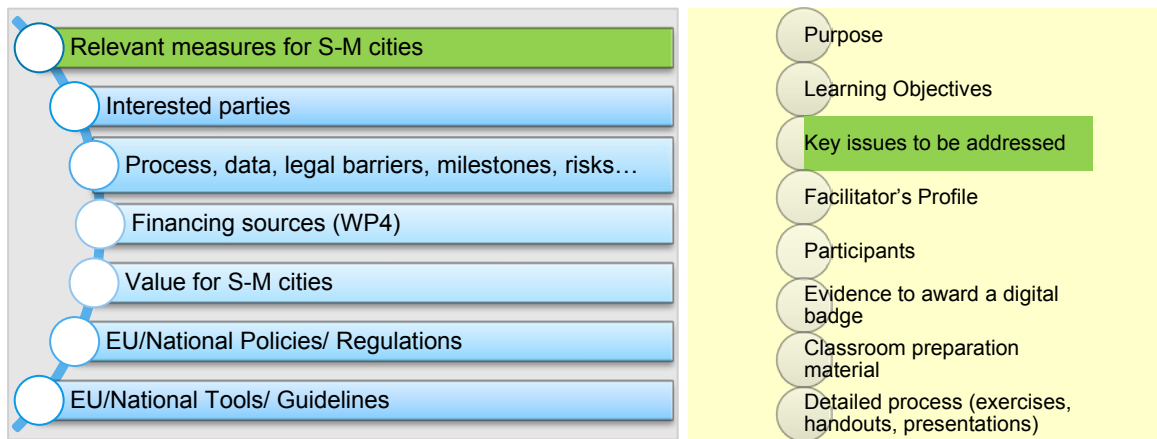 Relevant measures for S-M cities
Interested parties
Process, data, legal barriers, milestones, risks…
Financing sources (WP4)
Value for S-M cities
EU/National Policies/ Regulations
EU/National Tools/ Guidelines
Purpose
Learning Objectives
Key issues to be addressed
Facilitator’s Profile
Participants
Evidence to award a digital
badge
Classroom preparation
material
Detailed process (exercises,
handouts, presentations)